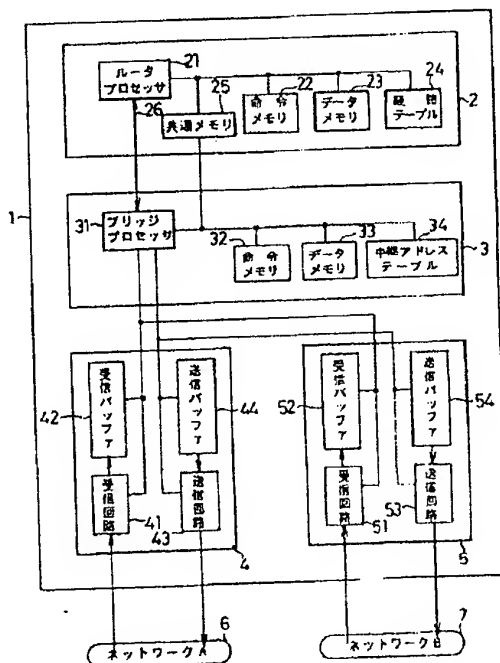 21
ルータ
プロセッサ
26
25
共通メモリ
22
命令
メモリ
23
データ
メモリ
24
経路
テーブル
2
1
31
ブリッジ
プロセッサ
32
命令
メモリ
33
データ
メモリ
34
中継アドレス
テーブル
3
42
受信バッファ
送信バッファ
44
受信回路
41
送信回路
43
4
52
受信バッファ
送信バッファ
54
受信回路
51
送信回路
53
5
ネットワークA
6
ネットワークB
7